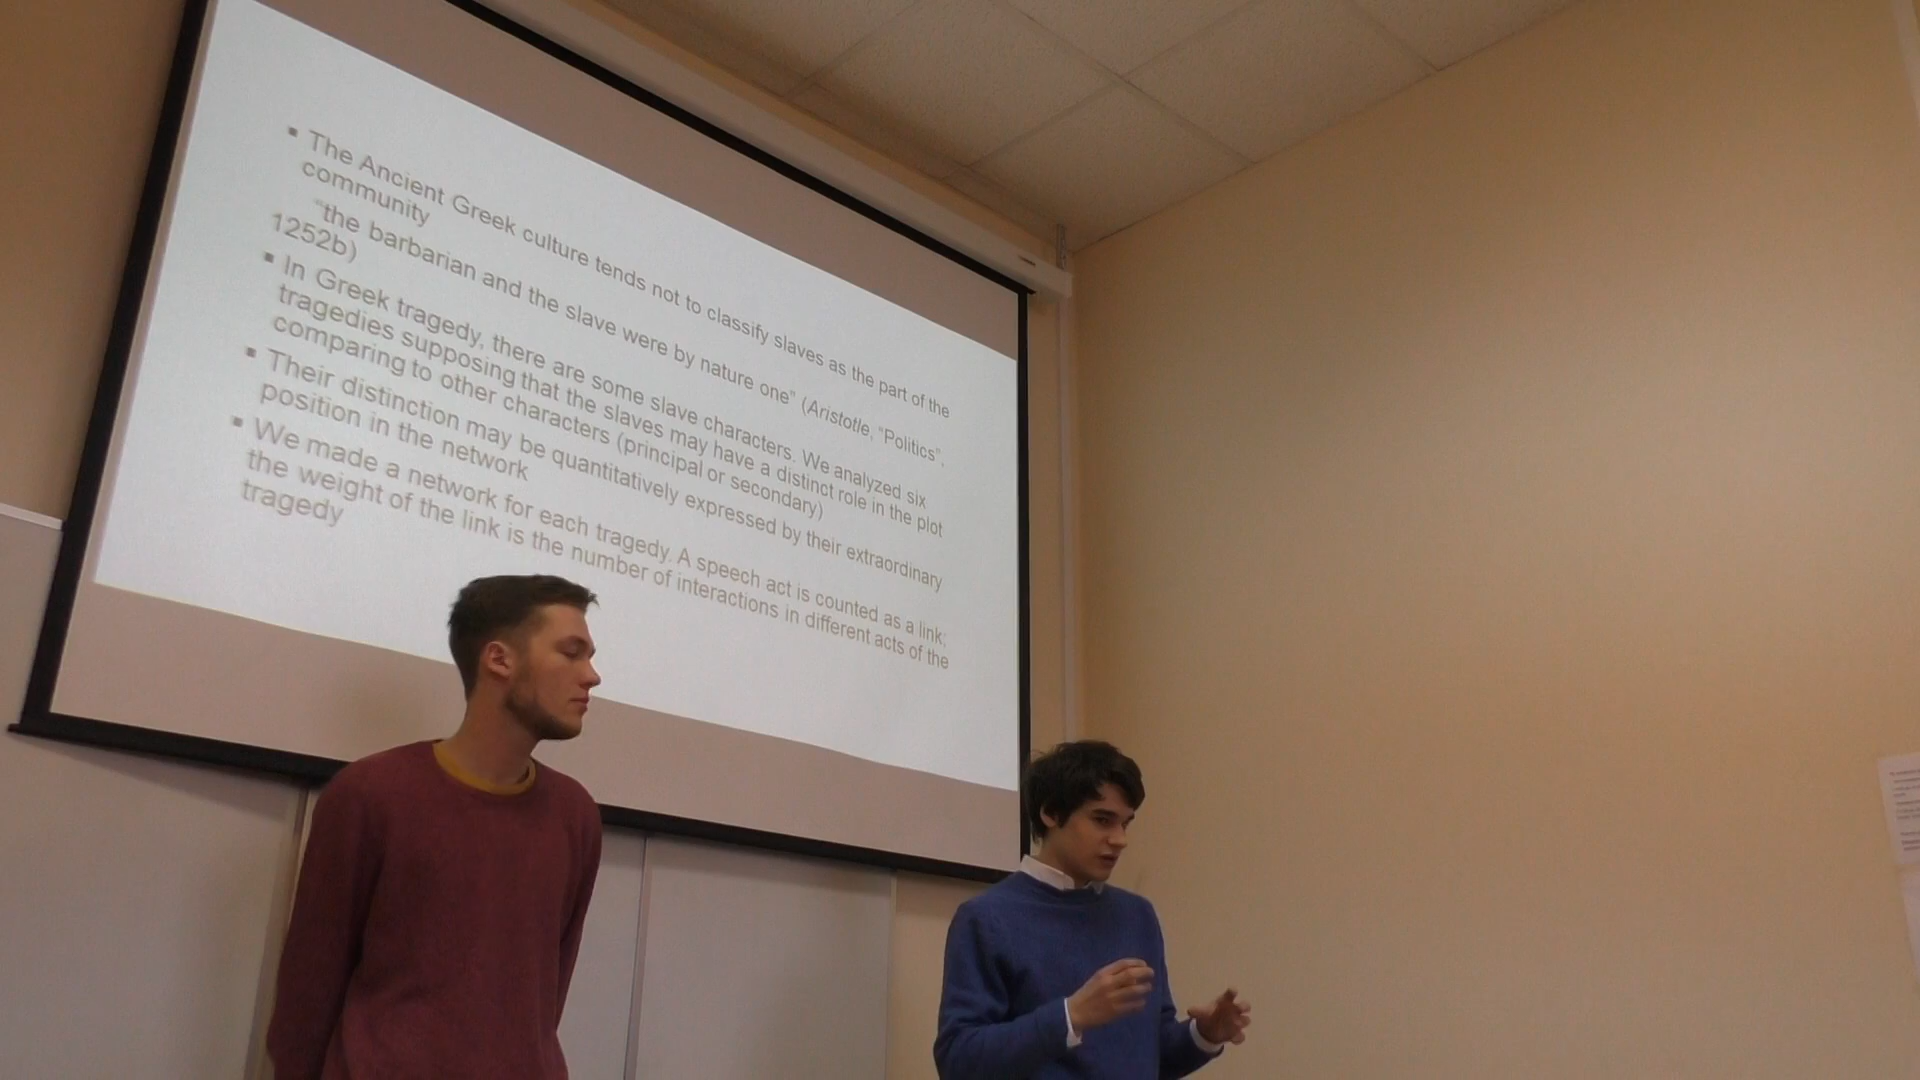 ▪ The Ancient Greek culture tends not to classify slaves as the part of the
community
"the barbarian and the slave were by nature one" (Aristotle, "Politics",
1252b)
▪ In Greek tragedy, there are some slave characters. We analyzed six
tragedies supposing that the slaves may have a distinct role in the plot
comparing to other characters (principal or secondary)
▪ Their distinction may be quantitatively expressed by their extraordinary
position in the network
▪ We made a network for each tragedy. A speech act is counted as a link;
the weight of the link is the number of interactions in different acts of the
tragedy